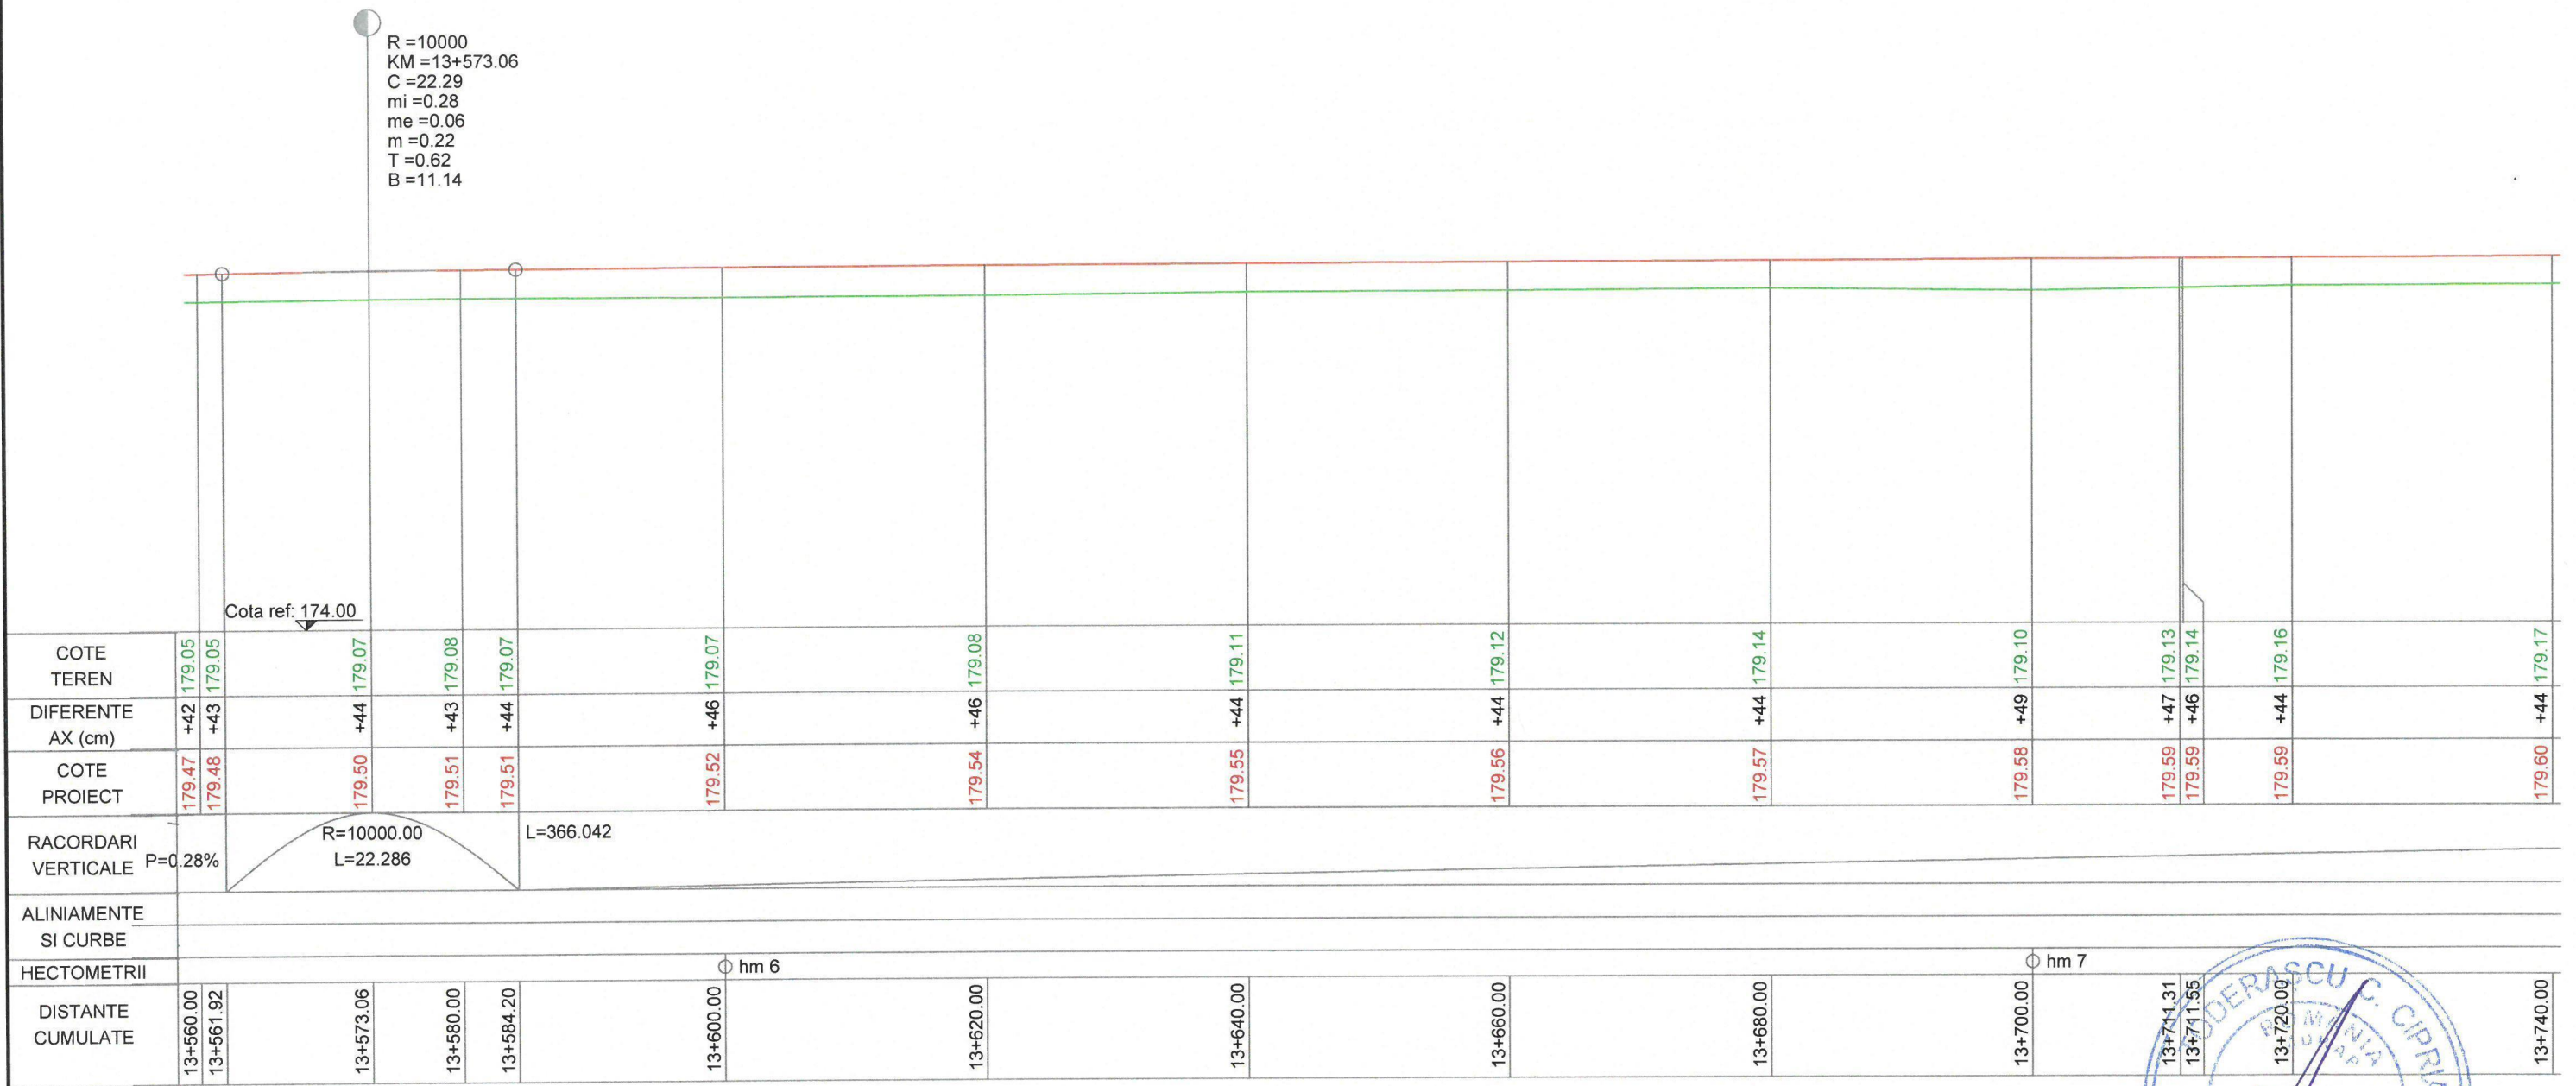 R =10000
KM =13+573.06
C =22.29
mi =0.28
me =0.06
m =0.22
T =0.62
B =11.14
Cota ref: 174.00
COTE
TEREN
179.05 179.05 179.07 179.08 179.07 179.07 179.08 179.11 179.12 179.14 179.10 179.13 179.14 179.16 179.17
DIFERENTE
AX (cm)
+42 +43 +44 +43 +44 +46 +46 +44 +44 +44 +49 +47 +46 +44 +44
COTE
PROIECT
179.47 179.48 179.50 179.51 179.51 179.52 179.54 179.55 179.56 179.57 179.58 179.59 179.59 179.59 179.60
RACORDARI
VERTICALE
P=0.28%
R=10000.00
L=22.286
L=366.042
ALINIAMENTE
SI CURBE
HECTOMETRII
hm 6
hm 7
DISTANTE
CUMULATE
13+560.00 13+561.92 13+573.06 13+580.00 13+584.20 13+600.00 13+620.00 13+640.00 13+660.00 13+680.00 13+700.00 13+711.31 13+711.55 13+720.00 13+740.00
C.
ROMANIA